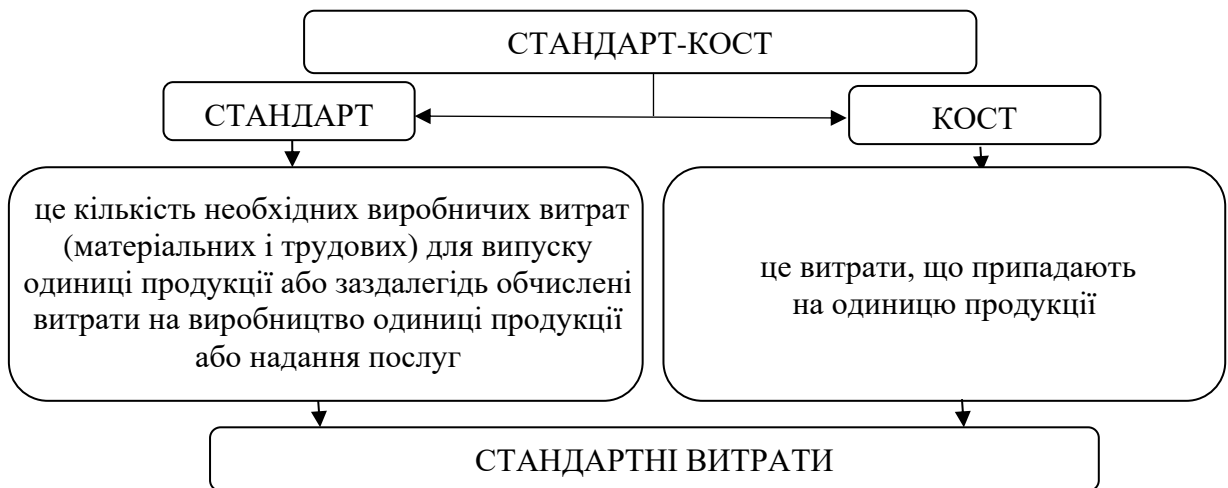 СТАНДАРТ-КОСТ
СТАНДАРТ
КОСТ
це кількість необхідних виробничих витрат
(матеріальних і трудових) для випуску
одиниці продукції або заздалегідь обчислені
витрати на виробництво одиниці продукції
або надання послуг
це витрати, що припадають
на одиницю продукції
СТАНДАРТНІ ВИТРАТИ